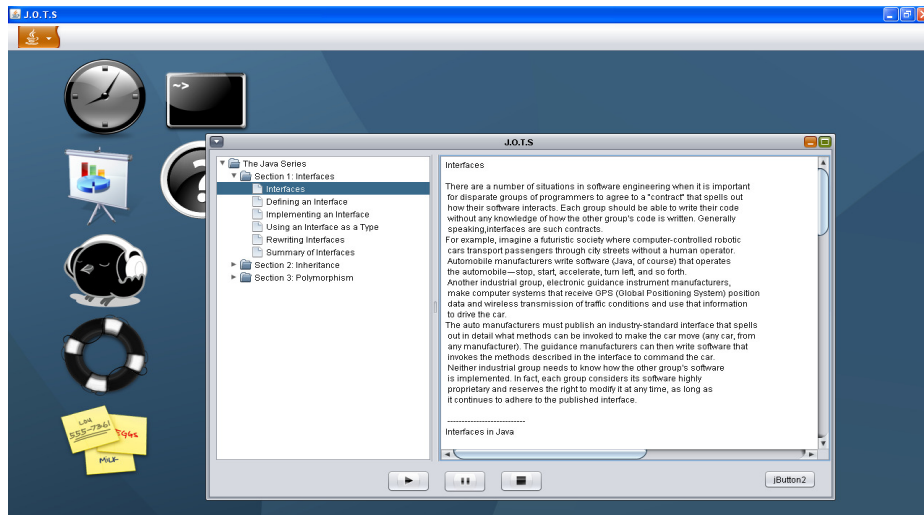 J.O.T.S
~>
J.O.T.S
The Java Series
Section 1: Interfaces
Interfaces
Defining an Interface
Implementing an Interface
Using an Interface as a Type
Rewriting Interfaces
Summary of Interfaces
Section 2: Inheritance
Section 3: Polymorphism
Interfaces
There are a number of situations in software engineering when it is important
for disparate groups of programmers to agree to a "contract" that spells out
how their software interacts. Each group should be able to write their code
without any knowledge of how the other group's code is written. Generally
speaking,interfaces are such contracts.
For example, imagine a futuristic society where computer-controlled robotic
cars transport passengers through city streets without a human operator.
Automobile manufacturers write software (Java, of course) that operates
the automobile—stop, start, accelerate, turn left, and so forth.
Another industrial group, electronic guidance instrument manufacturers,
make computer systems that receive GPS (Global Positioning System) position
data and wireless transmission of traffic conditions and use that information
to drive the car.
The auto manufacturers must publish an industry-standard interface that spells
out in detail what methods can be invoked to make the car move (any car, from
any manufacturer). The guidance manufacturers can then write software that
invokes the methods described in the interface to command the car.
Neither industrial group needs to know how the other group's software
is implemented. In fact, each group considers its software highly
proprietary and reserves the right to modify it at any time, as long as
it continues to adhere to the published interface.
--------------------------
Interfaces in Java
?
LOU
555-7361
EGGS
MILK
jButton2